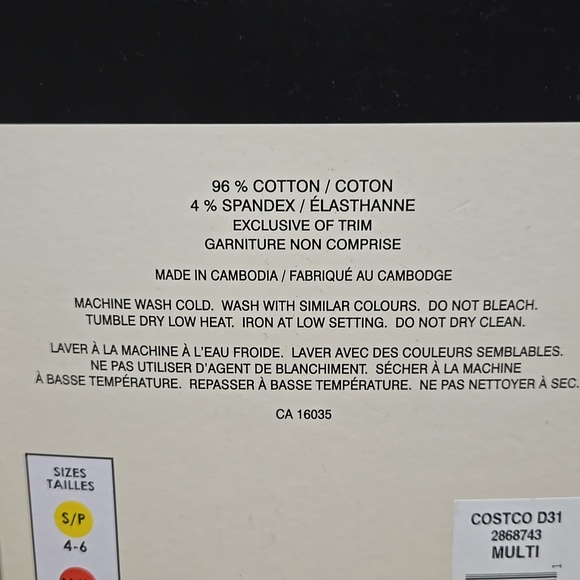 96 % COTTON / COTON
4 % SPANDEX / ÉLASTHANNE
EXCLUSIVE OF TRIM
GARNITURE NON COMPRISE
MADE IN CAMBODIA / FABRIQUÉ AU CAMBODGE
MACHINE WASH COLD. WASH WITH SIMILAR COLOURS. DO NOT BLEACH.
TUMBLE DRY LOW HEAT. IRON AT LOW SETTING. DO NOT DRY CLEAN.
LAVER À LA MACHINE À L'EAU FROIDE. LAVER AVEC DES COULEURS SEMBLABLES.
NE PAS UTILISER D'AGENT DE BLANCHIMENT. SÉCHER À LA MACHINE
À BASSE TEMPÉRATURE. REPASSER À BASSE TEMPÉRATURE. NE PAS NETTOYER À SEC.
CA 16035
SIZES
TAILLES
S/P
4-6
COSTCO D31
2868743
MULTI
1